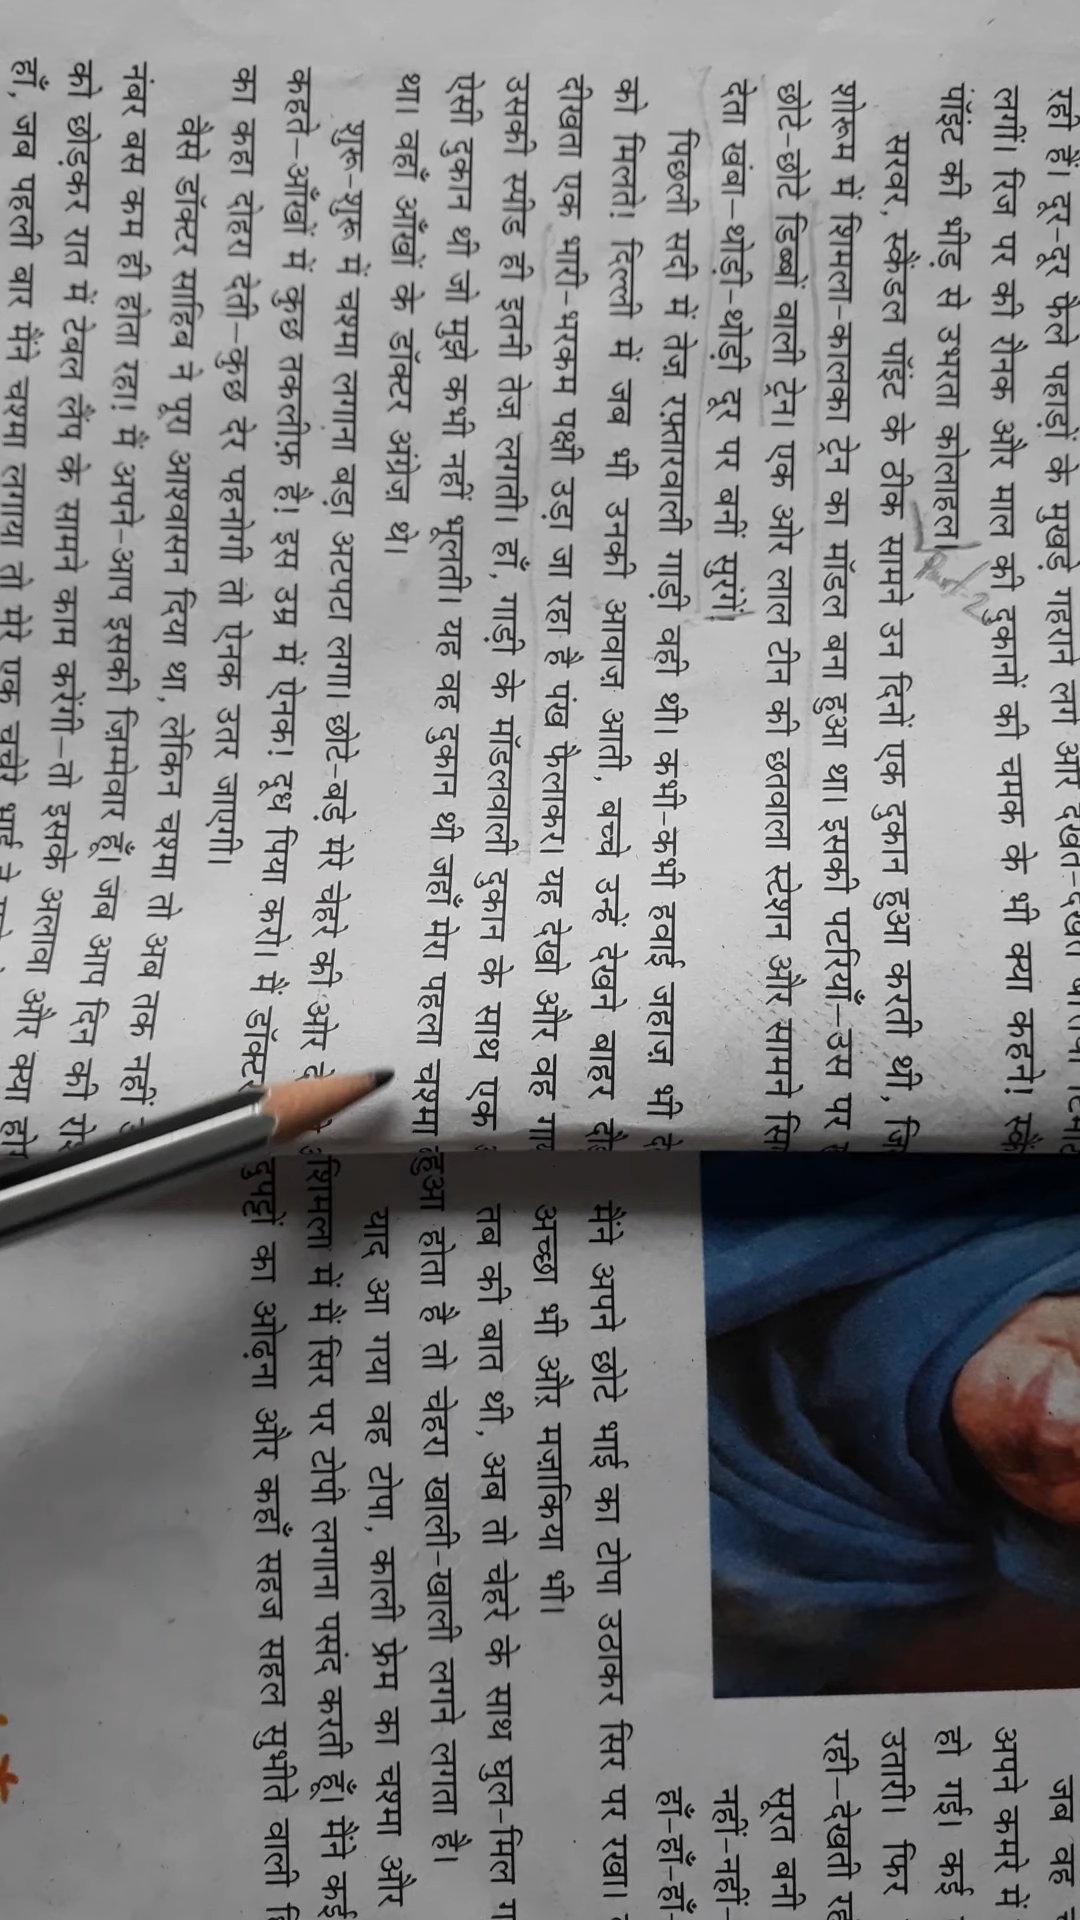 रही हैं। दूर-दूर फैले पहाड़ों के मुखड़े गहराने लगे और देखते-देखते
लगीं। रिज पर की रौनक और माल की दुकानों की चमक के भी क्या कहने! स्कैं
पॉइंट की भीड़ से उभरता कोलाहल।
Part 2
सरवर, स्कैंडल पॉइंट के ठीक सामने उन दिनों एक दुकान हुआ करती थी, जि
शोरूम में शिमला-कालका ट्रेन का मॉडल बना हुआ था। इसकी पटरियाँ-उस पर
छोटे-छोटे डिब्बों वाली ट्रेन। एक ओर लाल टीन की छतवाला स्टेशन और सामने सि
देता खंबा-थोड़ी-थोड़ी दूर पर बनीं सुरंगें!
पिछली सदी में तेज़ रफ़्तारवाली गाड़ी वही थी। कभी-कभी हवाई जहाज़ भी दे
को मिलते! दिल्ली में जब भी उनकी आवाज़ आती, बच्चे उन्हें देखने बाहर दौ
दीखता एक भारी-भरकम पक्षी उड़ा जा रहा है पंख फैलाकर। यह देखो और वह गा
उसकी स्पीड ही इतनी तेज़ लगती। हाँ, गाड़ी के मॉडलवाली दुकान के साथ एक
ऐसी दुकान थी जो मुझे कभी नहीं भूलती। यह वह दुकान थी जहाँ मेरा पहला चश्मा
था। वहाँ आँखों के डॉक्टर अंग्रेज़ थे।
शुरू-शुरू में चश्मा लगाना बड़ा अटपटा लगा। छोटे-बड़े मेरे चेहरे की ओर दे
कहते-आँखों में कुछ तकलीफ़ है! इस उम्र में ऐनक! दूध पिया करो। मैं डॉक्टर
का कहा दोहरा देती-कुछ देर पहनोगी तो ऐनक उतर जाएगी।
वैसे डॉक्टर साहिब ने पूरा आश्वासन दिया था, लेकिन चश्मा तो अब तक नहीं
नंबर बस कम ही होता रहा! मैं अपने-आप इसकी ज़िम्मेवार हूँ। जब आप दिन की रो
को छोड़कर रात में टेबल लैंप के सामने काम करेंगी-तो इसके अलावा और क्या हो
हाँ, जब पहली बार मैंने चश्मा लगाया तो मेरे एक चचेरे भाई ने
जब वह
अपने कमरे में
हो गई। कई
उतारी। फिर
रही-देखती रह
सूरत बनी
नहीं-नहीं-
हाँ-हाँ-हाँ-
मैंने अपने छोटे भाई का टोपा उठाकर सिर पर रखा।
अच्छा भी और मज़ाकिया भी।
तब की बात थी, अब तो चेहरे के साथ घुल-मिल ग
हुआ होता है तो चेहरा खाली-खाली लगने लगता है।
याद आ गया वह टोपा, काली फ़्रेम का चश्मा और
शिमला में मैं सिर पर टोपी लगाना पसंद करती हूँ। मैंने कई
दुपट्टों का ओढ़ना और कहाँ सहज सहल सुभीते वाली